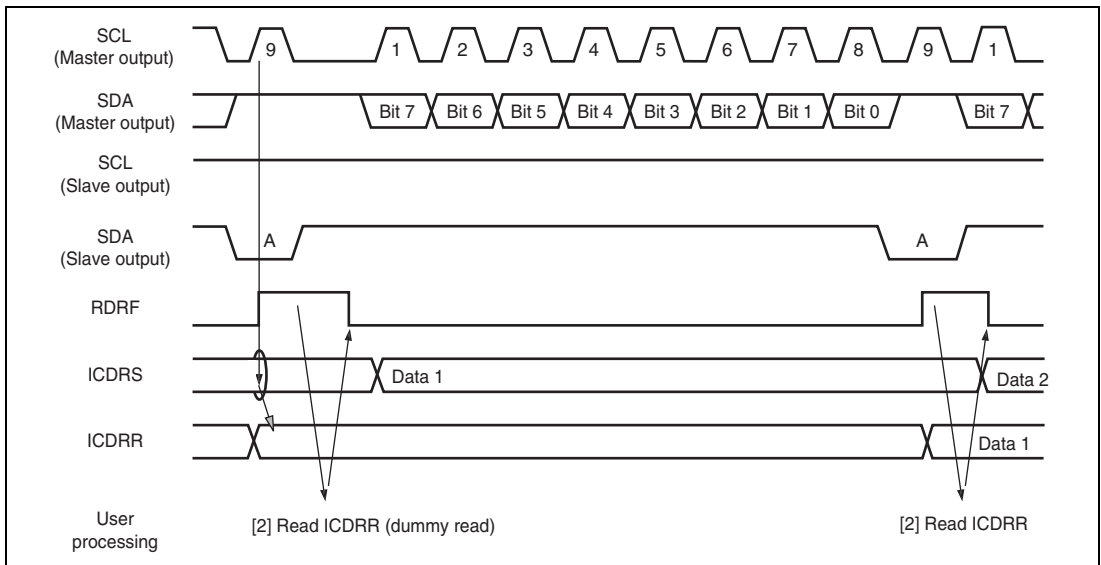 SCL
(Master output)
9 1 2 3 4 5 6 7 8 9 1
SDA
(Master output)
Bit 7 Bit 6 Bit 5 Bit 4 Bit 3 Bit 2 Bit 1 Bit 0 Bit 7
SCL
(Slave output)
SDA
(Slave output)
A A
RDRF
ICDRS
Data 1 Data 2
ICDRR
Data 1
User
processing
[2] Read ICDRR (dummy read) [2] Read ICDRR